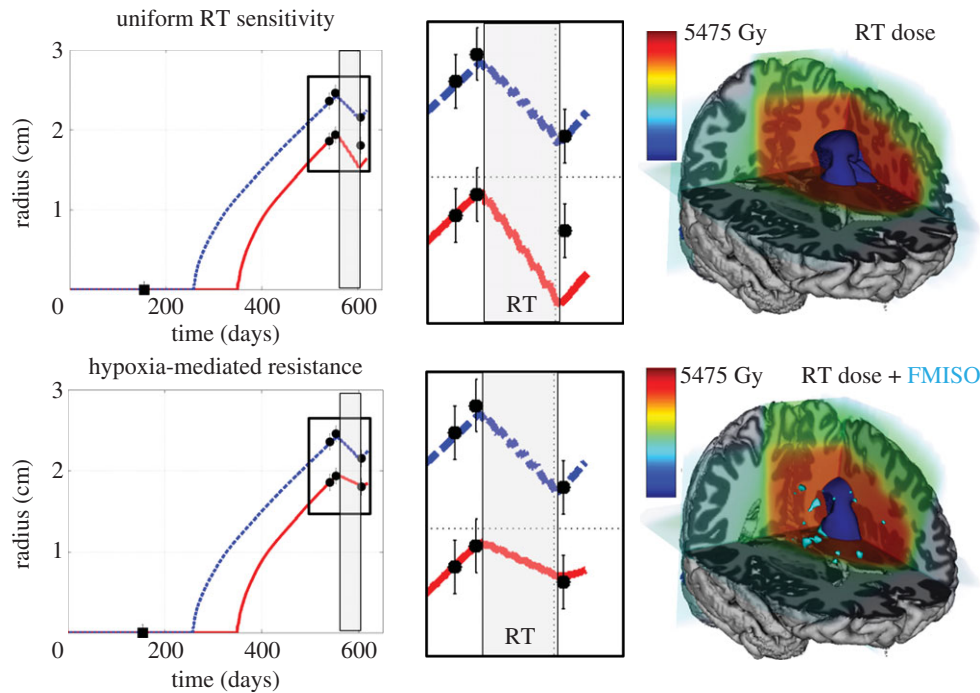 uniform RT sensitivity
3
2
1
0
radius (cm)
200
400
600
time (days)
RT
5475 Gy
RT dose
hypoxia-mediated resistance
3
2
1
0
radius (cm)
200
400
600
time (days)
RT
5475 Gy
RT dose + FMISO